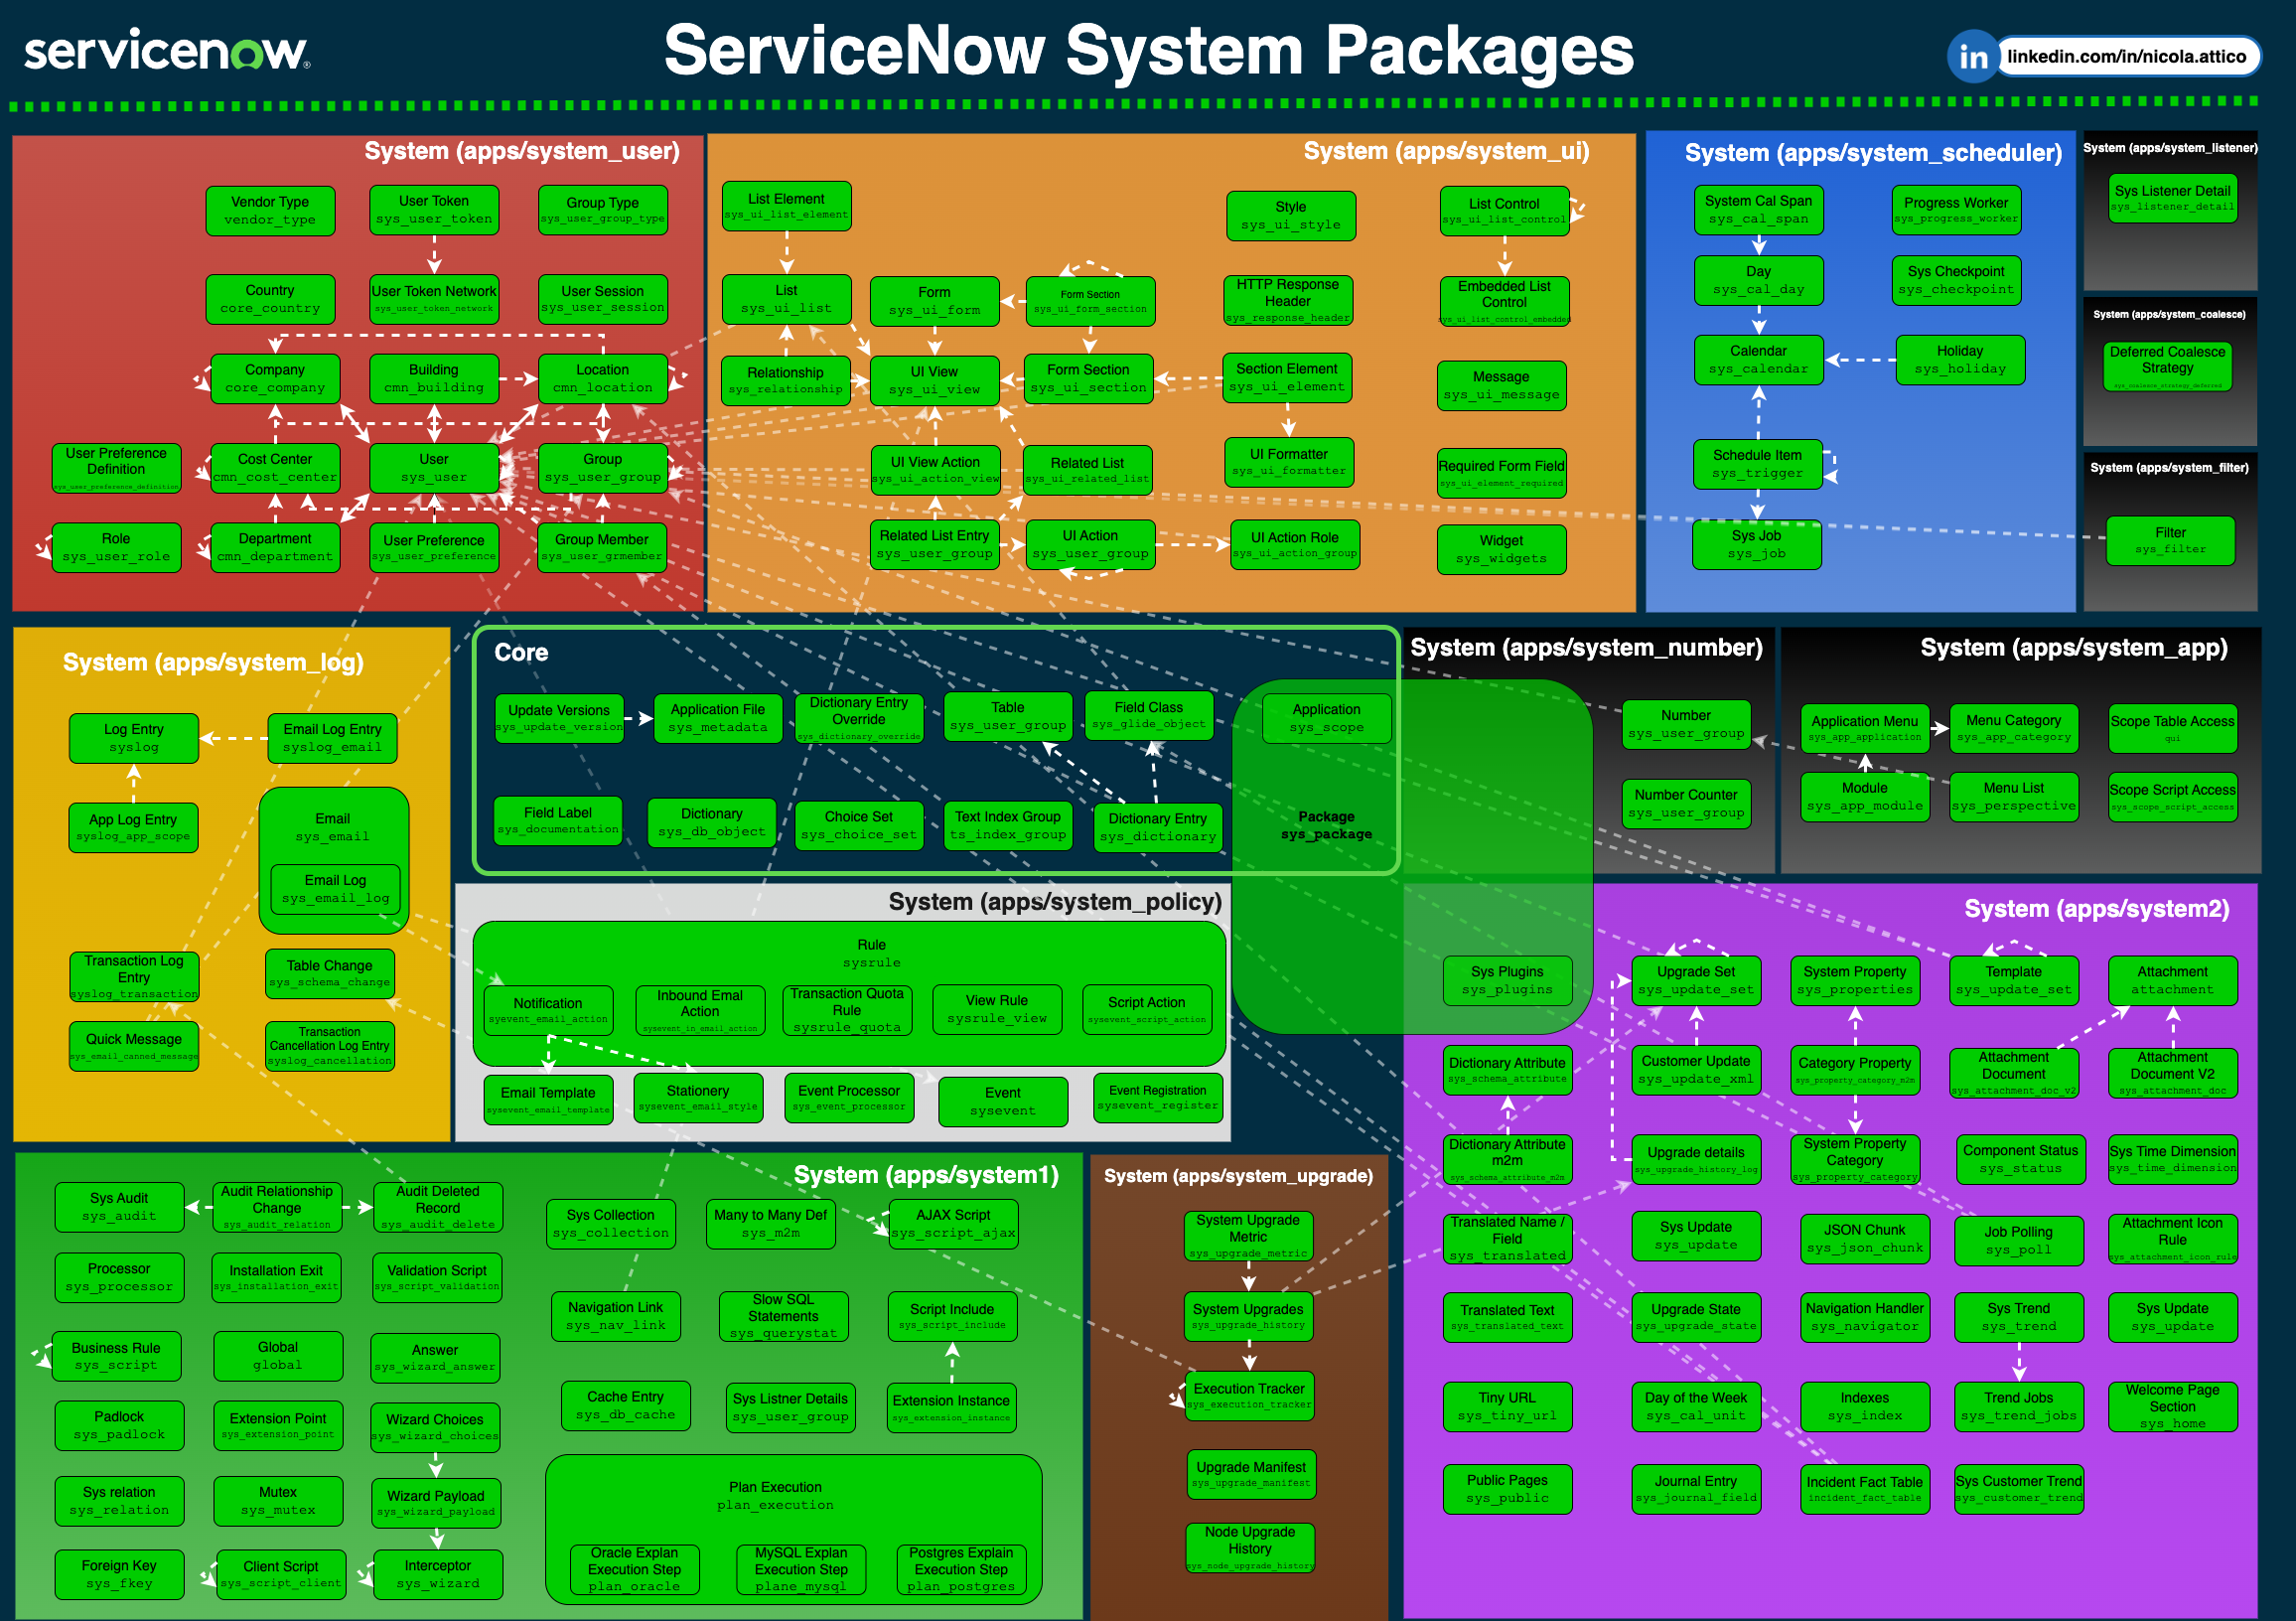 servicenow
ServiceNow System Packages
in
linkedin.com/in/nicola.attico
System (apps/system_user)
Vendor Type
vendor_type
User Token
sys_user_token
Group Type
sys_user_group_type
Country
core_country
User Token Network
sys_user_token_network
User Session
sys_user_session
Company
core_company
Building
cmn_building
Location
cmn_location
User Preference
Definition
sys_user_preference_definition
Cost Center
cmn_cost_center
User
sys_user
Group
sys_user_group
Role
sys_user_role
Department
cmn_department
User Preference
sys_user_preference
Group Member
sys_user_grmember
System (apps/system_ui)
List Element
sys_ui_list_element
Style
sys_ui_style
List Control
sys_ui_list_control
List
sys_ui_list
Form
sys_ui_form
Form Section
sys_ui_form_section
HTTP Response
Header
sys_response_header
Embedded List
Control
sys_ui_list_control_embedded
Relationship
sys_relationship
UI View
sys_ui_view
Form Section
sys_ui_section
Section Element
sys_ui_element
Message
sys_ui_message
UI View Action
sys_ui_action_view
Related List
sys_ui_related_list
UI Formatter
sys_ui_formatter
Required Form Field
sys_ui_element_required
Related List Entry
sys_user_group
UI Action
sys_user_group
UI Action Role
sys_ui_action_group
Widget
sys_widgets
System (apps/system_scheduler)
System Cal Span
sys_cal_span
Progress Worker
sys_progress_worker
Day
sys_cal_day
Sys Checkpoint
sys_checkpoint
Calendar
sys_calendar
Holiday
sys_holiday
Schedule Item
sys_trigger
Sys Job
sys_job
System (apps/system_listener)
Sys Listener Detail
sys_listener_detail
System (apps/system_coalesce)
Deferred Coalesce
Strategy
sys_coalesce_strategy_deferred
System (apps/system_filter)
Filter
sys_filter
System (apps/system_log)
Log Entry
syslog
Email Log Entry
syslog_email
App Log Entry
syslog_app_scope
Email
sys_email
Email Log
sys_email_log
Transaction Log
Entry
syslog_transaction
Table Change
sys_schema_change
Quick Message
sys_email_canned_message
Transaction
Cancellation Log Entry
syslog_cancellation
Core
Update Versions
sys_update_version
Application File
sys_metadata
Dictionary Entry
Override
sys_dictionary_override
Table
sys_user_group
Field Class
sys_glide_object
Application
sys_scope
Field Label
sys_documentation
Dictionary
sys_db_object
Choice Set
sys_choice_set
Text Index Group
ts_index_group
Dictionary Entry
sys_dictionary
Package
sys_package
System (apps/system_number)
Number
sys_user_group
Number Counter
sys_user_group
System (apps/system_app)
Application Menu
sys_app_application
Menu Category
sys_app_category
Scope Table Access
qui
Module
sys_app_module
Menu List
sys_perspective
Scope Script Access
sys_scope_script_access
System (apps/system_policy)
Rule
sysrule
Notification
syevent_email_action
Inbound Emal
Action
sysevent_in_email_action
Transaction Quota
Rule
sysrule_quota
View Rule
sysrule_view
Script Action
sysevent_script_action
Email Template
sysevent_email_template
Stationery
sysevent_email_style
Event Processor
sys_event_processor
Event
sysevent
Event Registration
sysevent_register
System (apps/system2)
Sys Plugins
sys_plugins
Upgrade Set
sys_update_set
System Property
sys_properties
Template
sys_update_set
Attachment
attachment
Dictionary Attribute
sys_schema_attribute
Customer Update
sys_update_xml
Category Property
sys_property_category_m2m
Attachment
Document
sys_attachment_doc_v2
Attachment
Document V2
sys_attachment_doc
Dictionary Attribute
m2m
sys_schema_attribute_m2m
Upgrade details
sys_upgrade_history_log
System Property
Category
sys_property_category
Component Status
sys_status
Sys Time Dimension
sys_time_dimension
Translated Name /
Field
sys_translated
Sys Update
sys_update
JSON Chunk
sys_json_chunk
Job Polling
sys_poll
Attachment Icon
Rule
sys_attachment_icon_rule
Translated Text
sys_translated_text
Upgrade State
sys_upgrade_state
Navigation Handler
sys_navigator
Sys Trend
sys_trend
Sys Update
sys_update
Tiny URL
sys_tiny_url
Day of the Week
sys_cal_unit
Indexes
sys_index
Trend Jobs
sys_trend_jobs
Welcome Page
Section
sys_home
Public Pages
sys_public
Journal Entry
sys_journal_field
Incident Fact Table
incident_fact_table
Sys Customer Trend
sys_customer_trend
System (apps/system1)
Sys Audit
sys_audit
Audit Relationship
Change
sys_audit_relation
Audit Deleted
Record
sys_audit_delete
Sys Collection
sys_collection
Many to Many Def
sys_m2m
AJAX Script
sys_script_ajax
Processor
sys_processor
Installation Exit
sys_installation_exit
Validation Script
sys_script_validation
Navigation Link
sys_nav_link
Slow SQL
Statements
sys_querystat
Script Include
sys_script_include
Business Rule
sys_script
Global
global
Answer
sys_wizard_answer
Cache Entry
sys_db_cache
Sys Listner Details
sys_user_group
Extension Instance
sys_extension_instance
Padlock
sys_padlock
Extension Point
sys_extension_point
Wizard Choices
sys_wizard_choices
Sys relation
sys_relation
Mutex
sys_mutex
Wizard Payload
sys_wizard_payload
Plan Execution
plan_execution
Foreign Key
sys_fkey
Client Script
sys_script_client
Interceptor
sys_wizard
Oracle Explan
Execution Step
plan_oracle
MySQL Explan
Execution Step
plane_mysql
Postgres Explain
Execution Step
plan_postgres
System (apps/system_upgrade)
System Upgrade
Metric
sys_upgrade_metric
System Upgrades
sys_upgrade_history
Execution Tracker
sys_execution_tracker
Upgrade Manifest
sys_upgrade_manifest
Node Upgrade
History
sys_node_upgrade_history